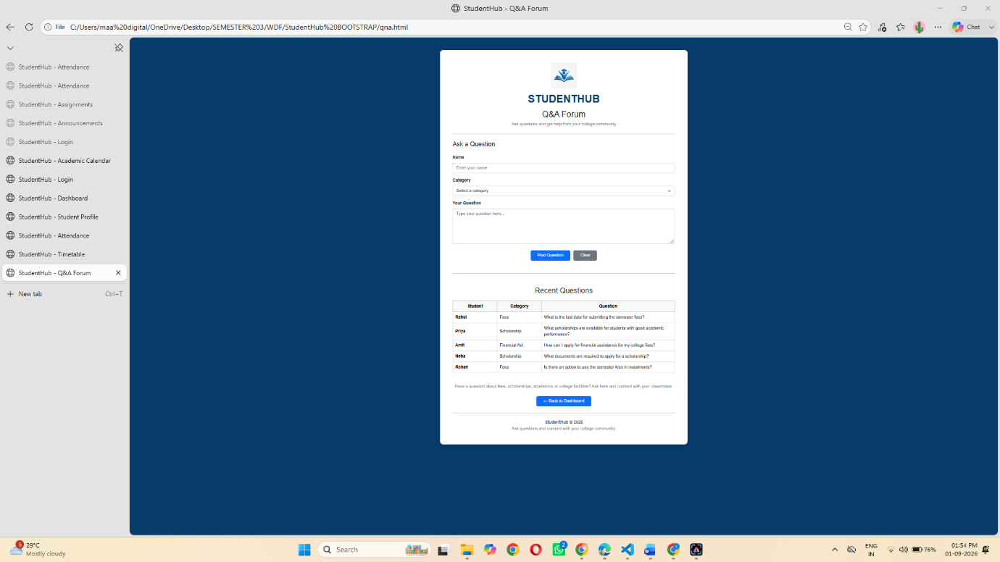 StudentHub - Q&A Forum
File C:/Users/maa%20digital/OneDrive/Desktop/SEMESTER%203/WDF/StudentHub%20BOOTSTRAP/qna.html
Chat
StudentHub - Attendance
StudentHub - Attendance
StudentHub - Assignments
StudentHub - Announcements
StudentHub - Login
StudentHub - Academic Calendar
StudentHub - Login
StudentHub - Dashboard
StudentHub - Student Profile
StudentHub - Attendance
StudentHub - Timetable
StudentHub - Q&A Forum
New tab Ctrl+T
STUDENTHUB
Q&A Forum
Ask questions and get help from your college community.
Ask a Question
Name
Enter your name
Category
Select a category
Your Question
Type your question here...
Post Question Clear
Recent Questions
Student Category Question
Rahul Fees What is the last date for submitting the semester fees?
Priya Scholarship What scholarships are available for students with good academic
performance?
Amit Financial Aid How can I apply for financial assistance for my college fees?
Neha Scholarship What documents are required to apply for a scholarship?
Rohan Fees Is there an option to pay the semester fees in instalments?
Have a question about fees, scholarships, academics or college facilities? Ask here and connect with your classmates.
← Back to Dashboard
StudentHub © 2026
Ask questions and connect with your college community.
5
29°C
Mostly cloudy
Search
2
ENG
IN
76%
01:54 PM
01-09-2026